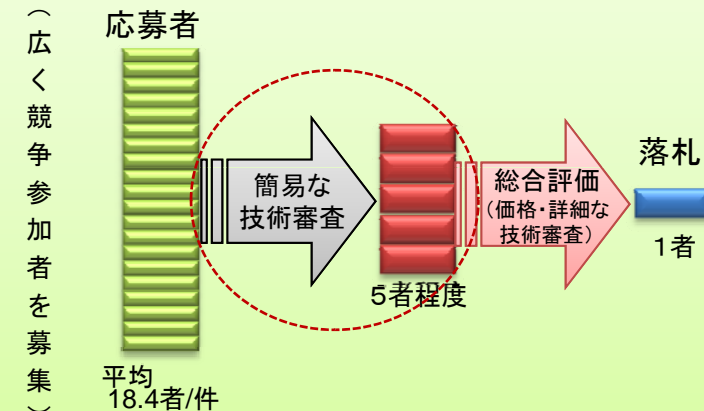 （広く競争参加者を募集）
応募者
簡易な
技術審査
総合評価
(価格・詳細な
技術審査)
落札
1者
5者程度
平均
18.4者/件